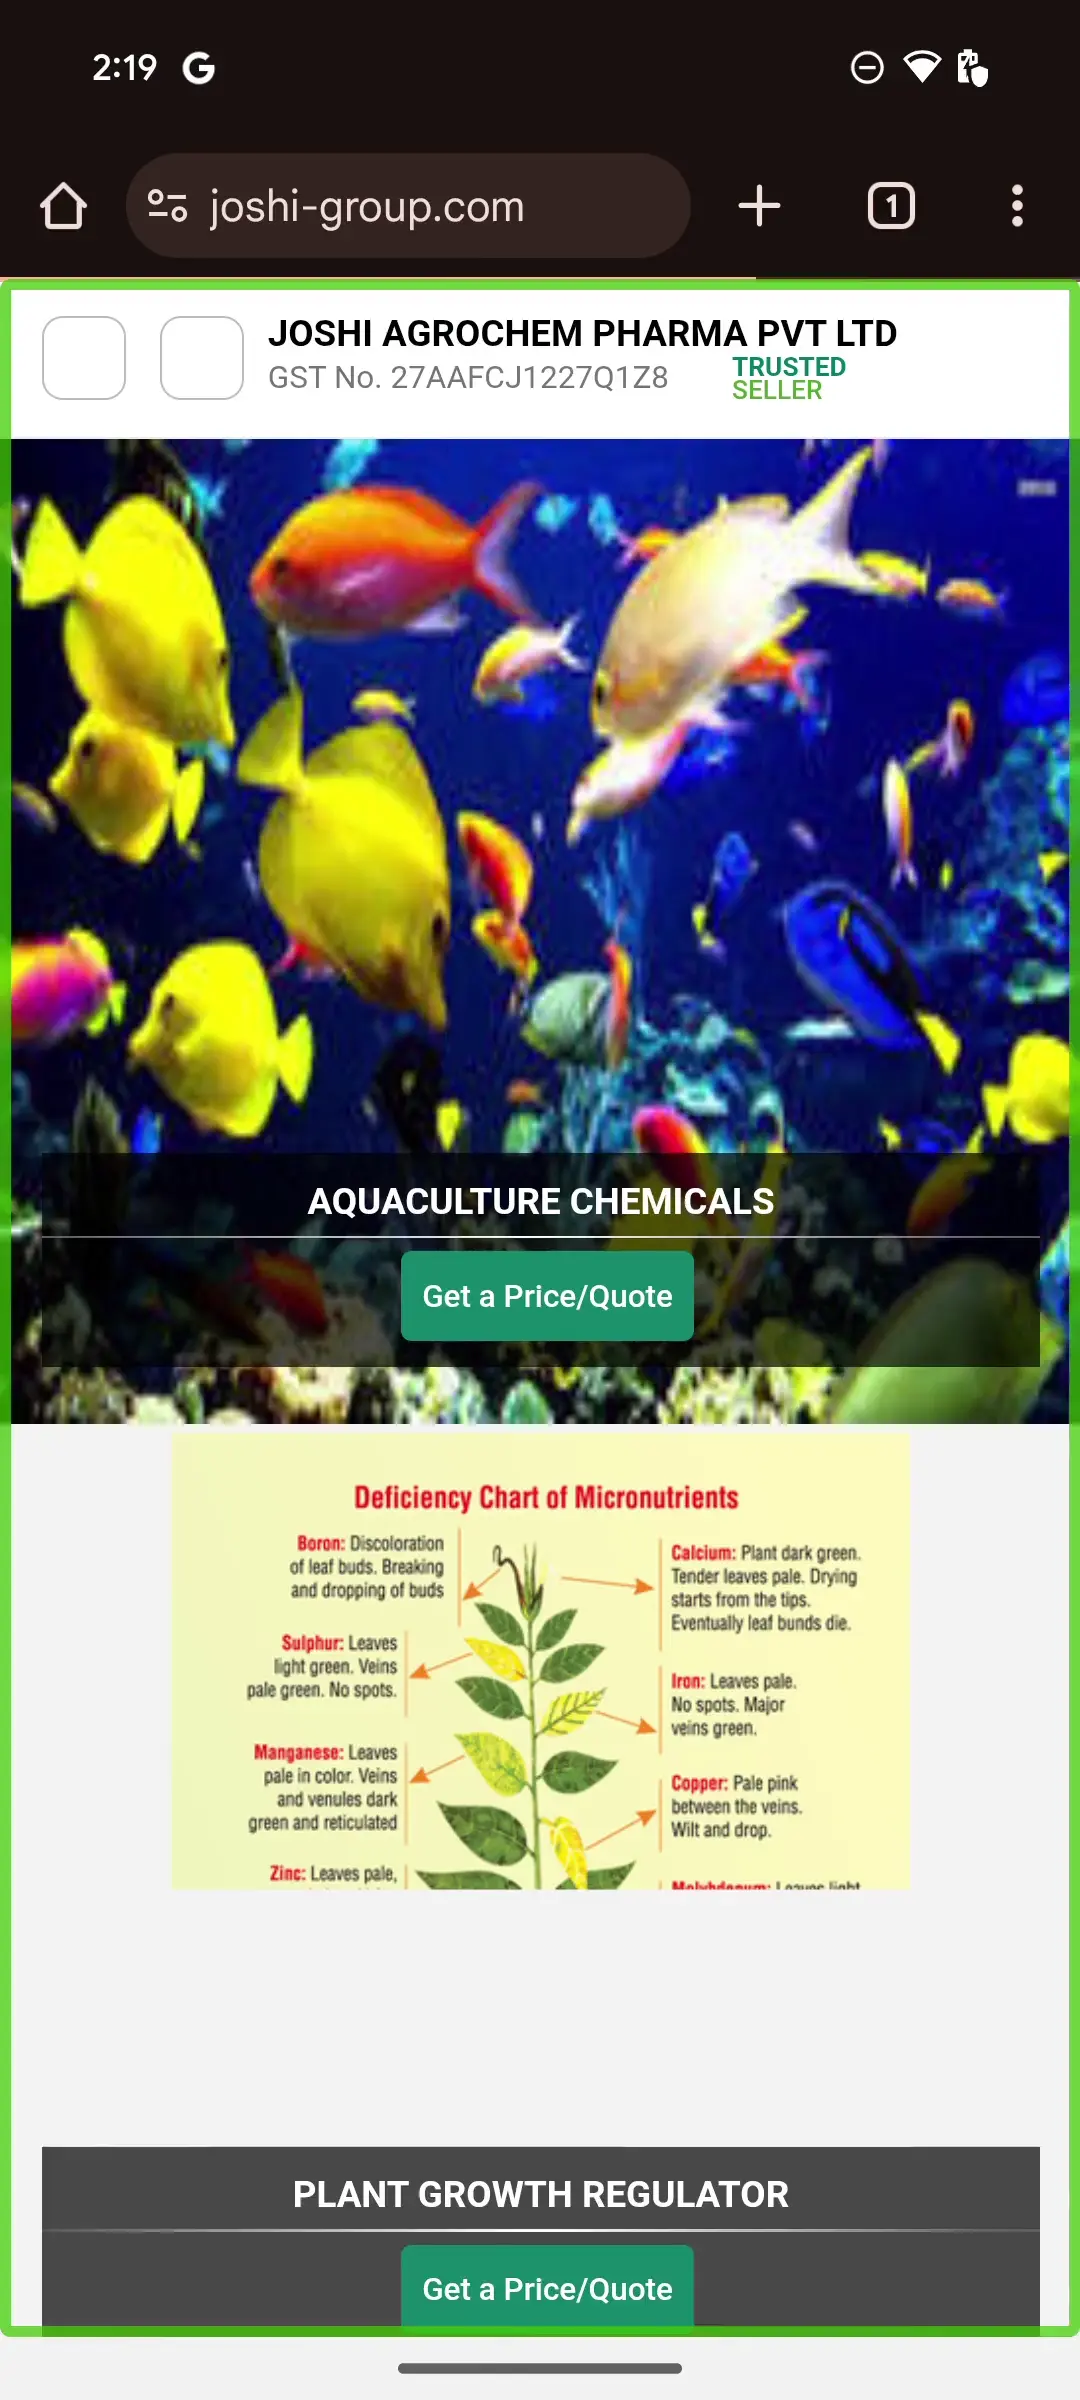 2:19
joshi-group.com
1
JOSHI AGROCHEM PHARMA PVT LTD
GST No. 27AAFCJ1227Q1Z8
TRUSTED
SELLER
AQUACULTURE CHEMICALS
Get a Price/Quote
Deficiency Chart of Micronutrients
Boron: Discoloration
of leaf buds. Breaking
and dropping of buds
Calcium: Plant dark green.
Tender leaves pale. Drying
starts from the tips.
Eventually leaf bunds die.
Sulphur: Leaves
light green. Veins
pale green. No spots.
Iron: Leaves pale.
No spots. Major
veins green.
Manganese: Leaves
pale in color. Veins
and venules dark
green and reticulated
Copper: Pale pink
between the veins.
Wilt and drop.
Zinc: Leaves pale,
Molybdenum: Leaves light
PLANT GROWTH REGULATOR
Get a Price/Quote